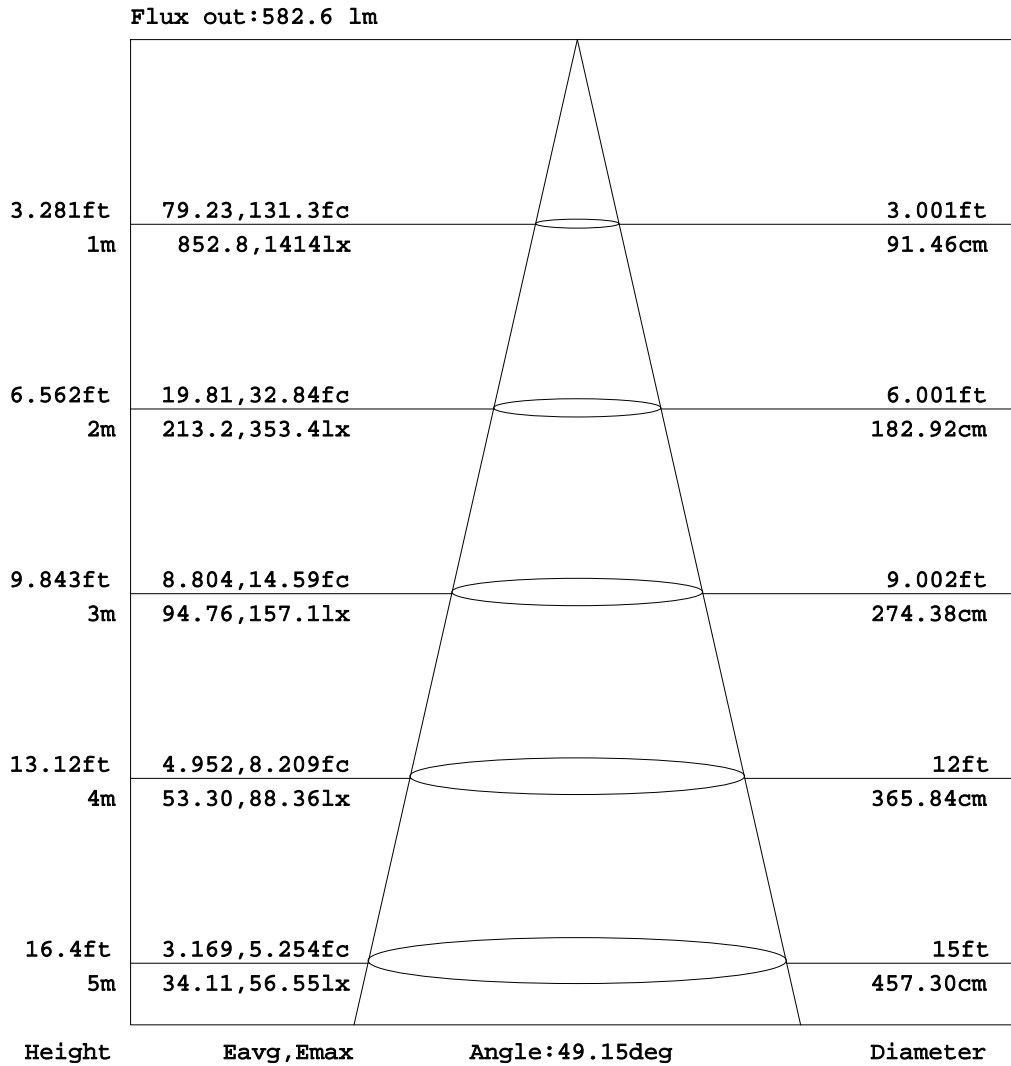 Flux out:582.6 lm
3.281ft 79.23,131.3fc 3.001ft
1m 852.8,1414lx 91.46cm
6.562ft 19.81,32.84fc 6.001ft
2m 213.2,353.4lx 182.92cm
9.843ft 8.804,14.59fc 9.002ft
3m 94.76,157.1lx 274.38cm
13.12ft 4.952,8.209fc 12ft
4m 53.30,88.36lx 365.84cm
16.4ft 3.169,5.254fc 15ft
5m 34.11,56.55lx 457.30cm
Height Eavg,Emax Angle:49.15deg Diameter